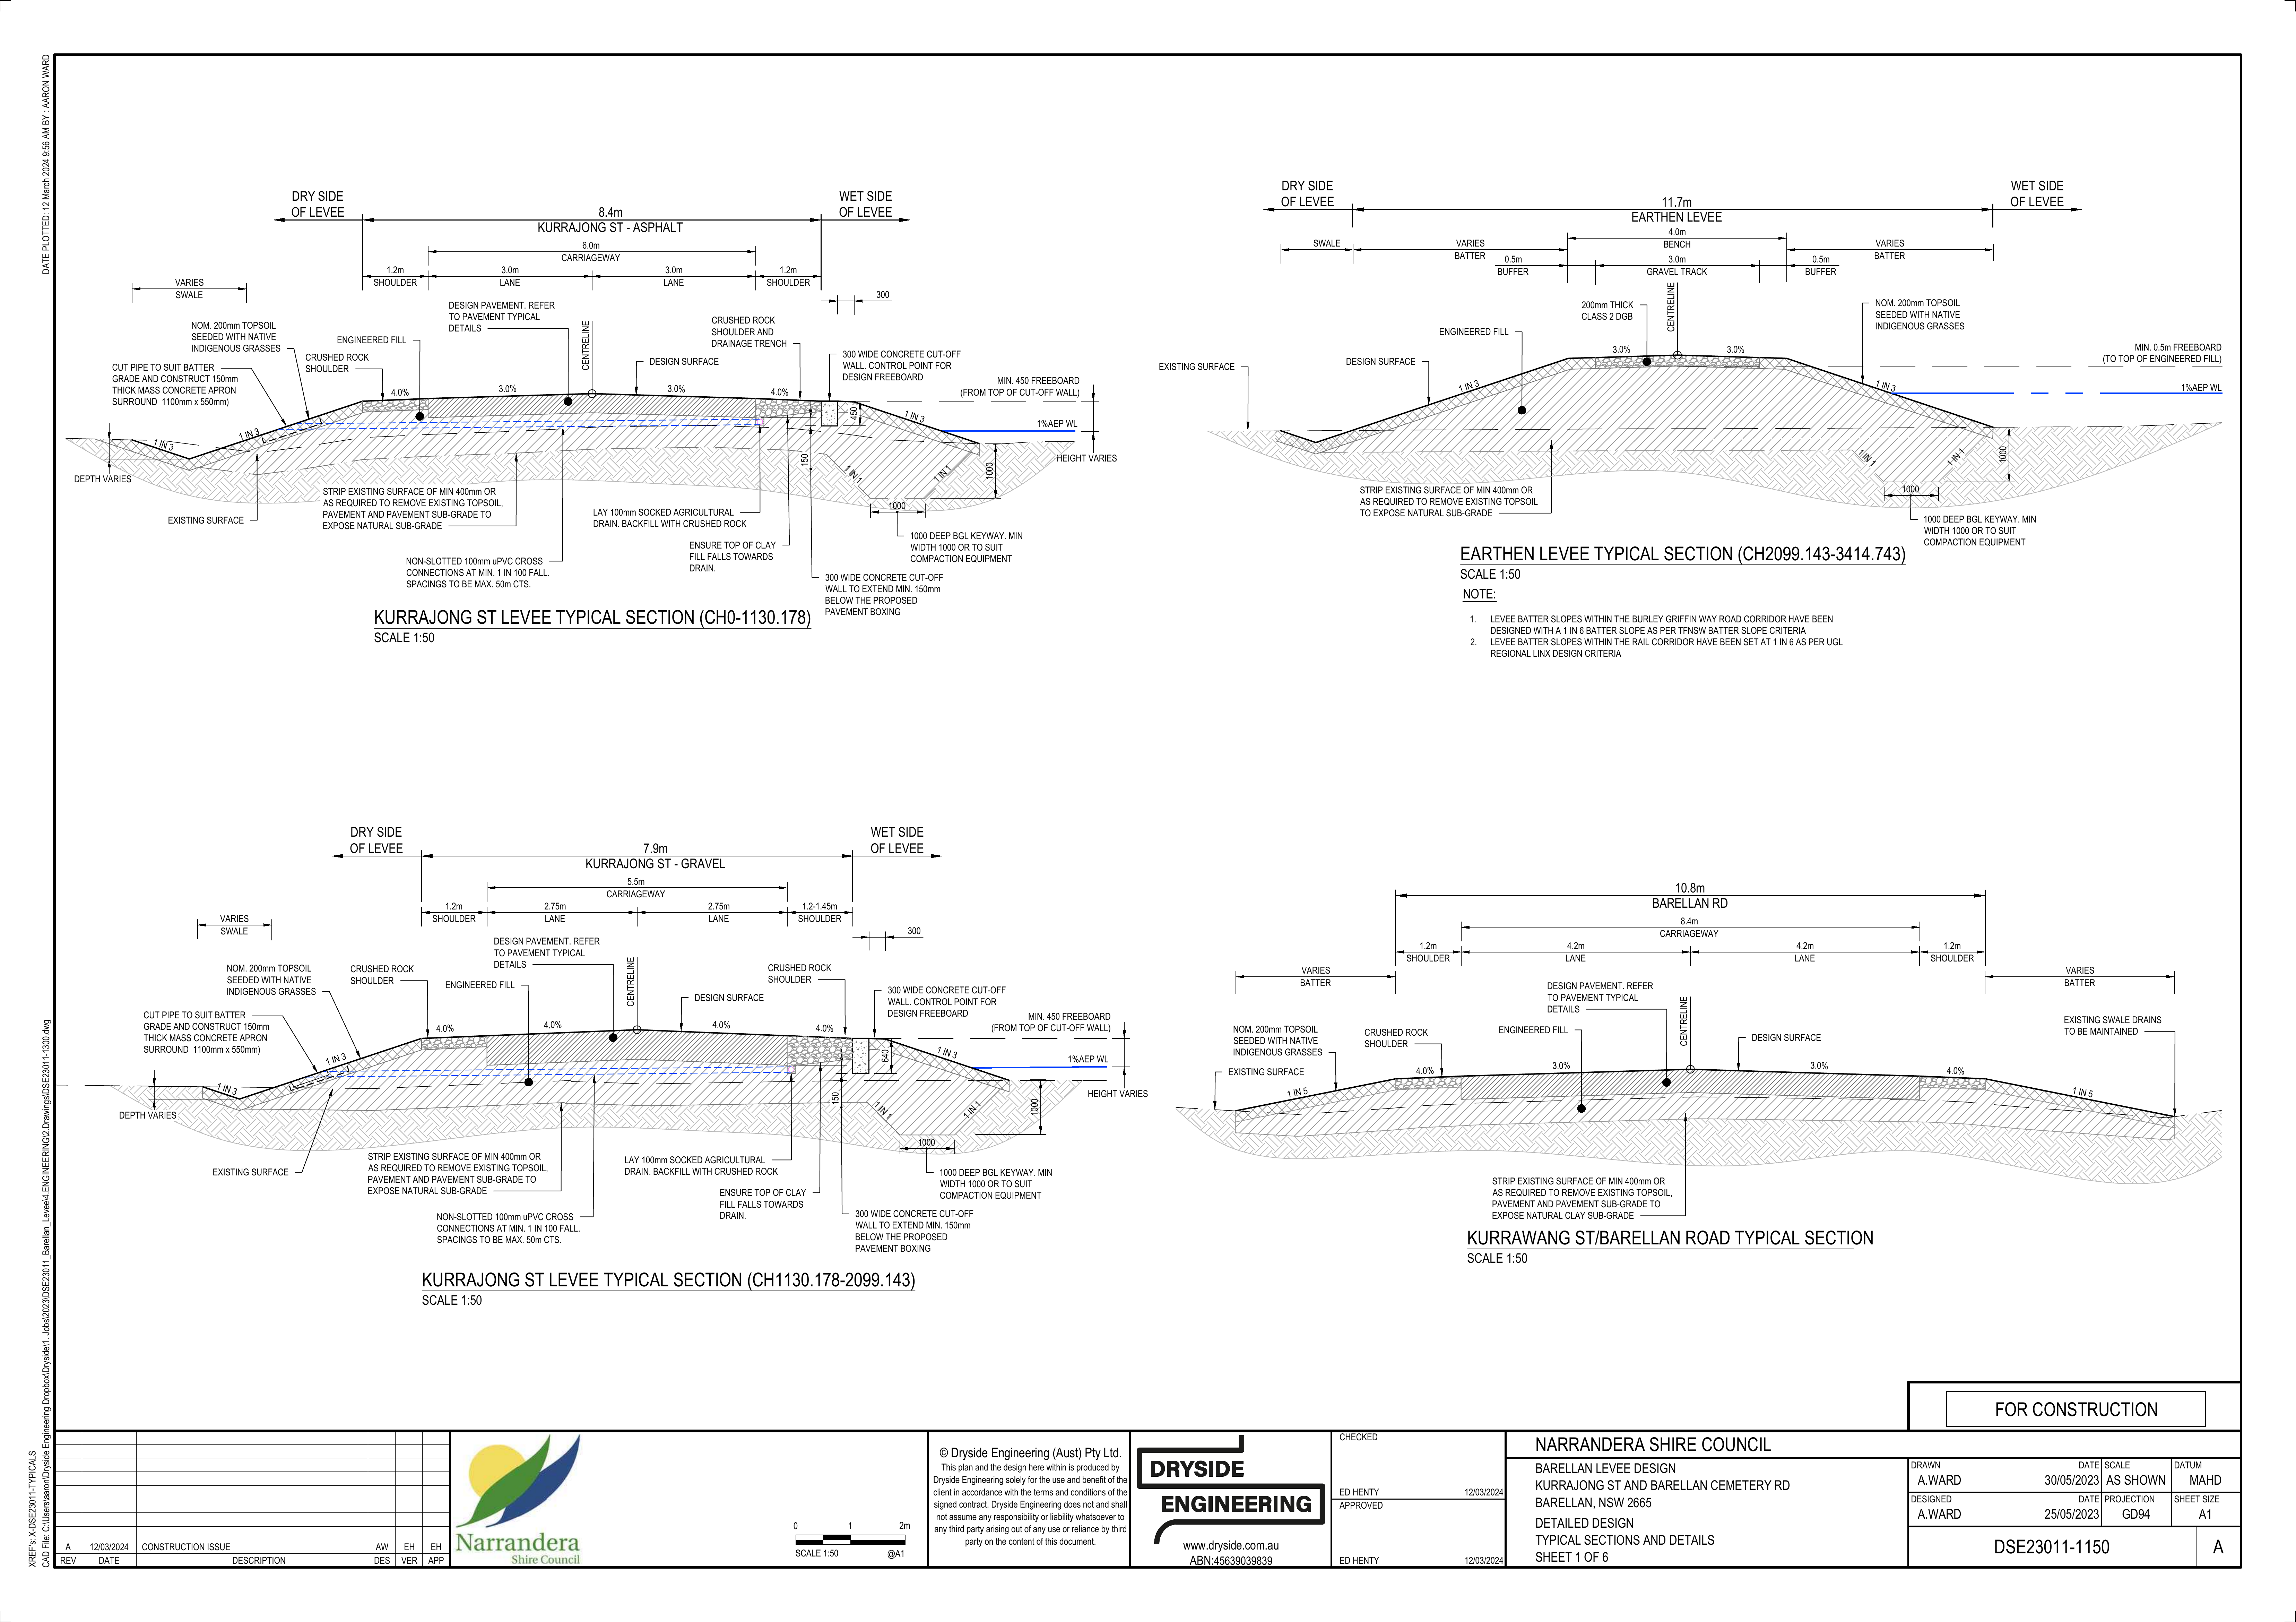 DATE PLOTTED: 12 March 2024 9:56 AM BY : AARON WARD
CAD File: C:\Users\aaron\Dryside Engineering Dropbox\Dryside\1. Jobs\2023\DSE23011_Barellan_Levee\4.ENGINEERING\2.Drawings\DSE23011-1300.dwg
XREF's: X-DSE23011-TYPICALS
DRY SIDE
OF LEVEE
WET SIDE
OF LEVEE
8.4m
KURRAJONG ST - ASPHALT
6.0m
CARRIAGEWAY
1.2m
SHOULDER
3.0m
LANE
3.0m
LANE
1.2m
SHOULDER
VARIES
SWALE
300
DESIGN PAVEMENT. REFER
TO PAVEMENT TYPICAL
DETAILS
CENTRELINE
CRUSHED ROCK
SHOULDER AND
DRAINAGE TRENCH
NOM. 200mm TOPSOIL
SEEDED WITH NATIVE
INDIGENOUS GRASSES
ENGINEERED FILL
CRUSHED ROCK
SHOULDER
DESIGN SURFACE
300 WIDE CONCRETE CUT-OFF
WALL. CONTROL POINT FOR
DESIGN FREEBOARD
CUT PIPE TO SUIT BATTER
GRADE AND CONSTRUCT 150mm
THICK MASS CONCRETE APRON
SURROUND 1100mm x 550mm)
MIN. 450 FREEBOARD
(FROM TOP OF CUT-OFF WALL)
4.0%
3.0%
3.0%
4.0%
450
1 IN 3
1%AEP WL
1 IN 3
1 IN 3
HEIGHT VARIES
DEPTH VARIES
150
1 IN 1
1 IN 1
1000
1000
STRIP EXISTING SURFACE OF MIN 400mm OR
AS REQUIRED TO REMOVE EXISTING TOPSOIL,
PAVEMENT AND PAVEMENT SUB-GRADE TO
EXPOSE NATURAL SUB-GRADE
EXISTING SURFACE
LAY 100mm SOCKED AGRICULTURAL
DRAIN. BACKFILL WITH CRUSHED ROCK
ENSURE TOP OF CLAY
FILL FALLS TOWARDS
DRAIN.
1000 DEEP BGL KEYWAY. MIN
WIDTH 1000 OR TO SUIT
COMPACTION EQUIPMENT
NON-SLOTTED 100mm uPVC CROSS
CONNECTIONS AT MIN. 1 IN 100 FALL.
SPACINGS TO BE MAX. 50m CTS.
300 WIDE CONCRETE CUT-OFF
WALL TO EXTEND MIN. 150mm
BELOW THE PROPOSED
PAVEMENT BOXING
KURRAJONG ST LEVEE TYPICAL SECTION (CH0-1130.178)
SCALE 1:50
DRY SIDE
OF LEVEE
WET SIDE
OF LEVEE
11.7m
EARTHEN LEVEE
4.0m
BENCH
SWALE
VARIES
BATTER
VARIES
BATTER
0.5m
BUFFER
3.0m
GRAVEL TRACK
0.5m
BUFFER
200mm THICK
CLASS 2 DGB
CENTRELINE
NOM. 200mm TOPSOIL
SEEDED WITH NATIVE
INDIGENOUS GRASSES
ENGINEERED FILL
3.0%
3.0%
MIN. 0.5m FREEBOARD
(TO TOP OF ENGINEERED FILL)
DESIGN SURFACE
EXISTING SURFACE
1 IN 3
1 IN 3
1%AEP WL
1 IN 1
1 IN 1
1000
1000
STRIP EXISTING SURFACE OF MIN 400mm OR
AS REQUIRED TO REMOVE EXISTING TOPSOIL
TO EXPOSE NATURAL SUB-GRADE
1000 DEEP BGL KEYWAY. MIN
WIDTH 1000 OR TO SUIT
COMPACTION EQUIPMENT
EARTHEN LEVEE TYPICAL SECTION (CH2099.143-3414.743)
SCALE 1:50
NOTE:
1. LEVEE BATTER SLOPES WITHIN THE BURLEY GRIFFIN WAY ROAD CORRIDOR HAVE BEEN
DESIGNED WITH A 1 IN 6 BATTER SLOPE AS PER TFNSW BATTER SLOPE CRITERIA
2. LEVEE BATTER SLOPES WITHIN THE RAIL CORRIDOR HAVE BEEN SET AT 1 IN 6 AS PER UGL
REGIONAL LINX DESIGN CRITERIA
DRY SIDE
OF LEVEE
WET SIDE
OF LEVEE
7.9m
KURRAJONG ST - GRAVEL
5.5m
CARRIAGEWAY
1.2m
SHOULDER
2.75m
LANE
2.75m
LANE
1.2-1.45m
SHOULDER
VARIES
SWALE
300
DESIGN PAVEMENT. REFER
TO PAVEMENT TYPICAL
DETAILS
CENTRELINE
NOM. 200mm TOPSOIL
SEEDED WITH NATIVE
INDIGENOUS GRASSES
CRUSHED ROCK
SHOULDER
ENGINEERED FILL
CRUSHED ROCK
SHOULDER
DESIGN SURFACE
300 WIDE CONCRETE CUT-OFF
WALL. CONTROL POINT FOR
DESIGN FREEBOARD
CUT PIPE TO SUIT BATTER
GRADE AND CONSTRUCT 150mm
THICK MASS CONCRETE APRON
SURROUND 1100mm x 550mm)
MIN. 450 FREEBOARD
(FROM TOP OF CUT-OFF WALL)
4.0%
4.0%
4.0%
4.0%
640
1 IN 3
1 IN 3
1%AEP WL
1 IN 3
HEIGHT VARIES
DEPTH VARIES
150
1 IN 1
1 IN 1
1000
1000
STRIP EXISTING SURFACE OF MIN 400mm OR
AS REQUIRED TO REMOVE EXISTING TOPSOIL,
PAVEMENT AND PAVEMENT SUB-GRADE TO
EXPOSE NATURAL SUB-GRADE
EXISTING SURFACE
LAY 100mm SOCKED AGRICULTURAL
DRAIN. BACKFILL WITH CRUSHED ROCK
ENSURE TOP OF CLAY
FILL FALLS TOWARDS
DRAIN.
1000 DEEP BGL KEYWAY. MIN
WIDTH 1000 OR TO SUIT
COMPACTION EQUIPMENT
NON-SLOTTED 100mm uPVC CROSS
CONNECTIONS AT MIN. 1 IN 100 FALL.
SPACINGS TO BE MAX. 50m CTS.
300 WIDE CONCRETE CUT-OFF
WALL TO EXTEND MIN. 150mm
BELOW THE PROPOSED
PAVEMENT BOXING
KURRAJONG ST LEVEE TYPICAL SECTION (CH1130.178-2099.143)
SCALE 1:50
10.8m
BARELLAN RD
8.4m
CARRIAGEWAY
1.2m
SHOULDER
4.2m
LANE
4.2m
LANE
1.2m
SHOULDER
VARIES
BATTER
VARIES
BATTER
DESIGN PAVEMENT. REFER
TO PAVEMENT TYPICAL
DETAILS
CENTRELINE
NOM. 200mm TOPSOIL
SEEDED WITH NATIVE
INDIGENOUS GRASSES
CRUSHED ROCK
SHOULDER
ENGINEERED FILL
DESIGN SURFACE
EXISTING SWALE DRAINS
TO BE MAINTAINED
EXISTING SURFACE
4.0%
3.0%
3.0%
4.0%
1 IN 5
1 IN 5
STRIP EXISTING SURFACE OF MIN 400mm OR
AS REQUIRED TO REMOVE EXISTING TOPSOIL,
PAVEMENT AND PAVEMENT SUB-GRADE TO
EXPOSE NATURAL CLAY SUB-GRADE
KURRAWANG ST/BARELLAN ROAD TYPICAL SECTION
SCALE 1:50
FOR CONSTRUCTION
A 12/03/2024 CONSTRUCTION ISSUE AW EH EH
REV DATE DESCRIPTION DES VER APP
Narrandera
Shire Council
0 1 2m
SCALE 1:50 @A1
© Dryside Engineering (Aust) Pty Ltd.
This plan and the design here within is produced by
Dryside Engineering solely for the use and benefit of the
client in accordance with the terms and conditions of the
signed contract. Dryside Engineering does not and shall
not assume any responsibility or liability whatsoever to
any third party arising out of any use or reliance by third
party on the content of this document.
DRYSIDE
ENGINEERING
www.dryside.com.au
ABN:45639039839
CHECKED
ED HENTY 12/03/2024
APPROVED
ED HENTY 12/03/2024
NARRANDERA SHIRE COUNCIL
BARELLAN LEVEE DESIGN
KURRAJONG ST AND BARELLAN CEMETERY RD
BARELLAN, NSW 2665
DETAILED DESIGN
TYPICAL SECTIONS AND DETAILS
SHEET 1 OF 6
DRAWN DATE SCALE DATUM
A.WARD 30/05/2023 AS SHOWN MAHD
DESIGNED DATE PROJECTION SHEET SIZE
A.WARD 25/05/2023 GD94 A1
DSE23011-1150 A